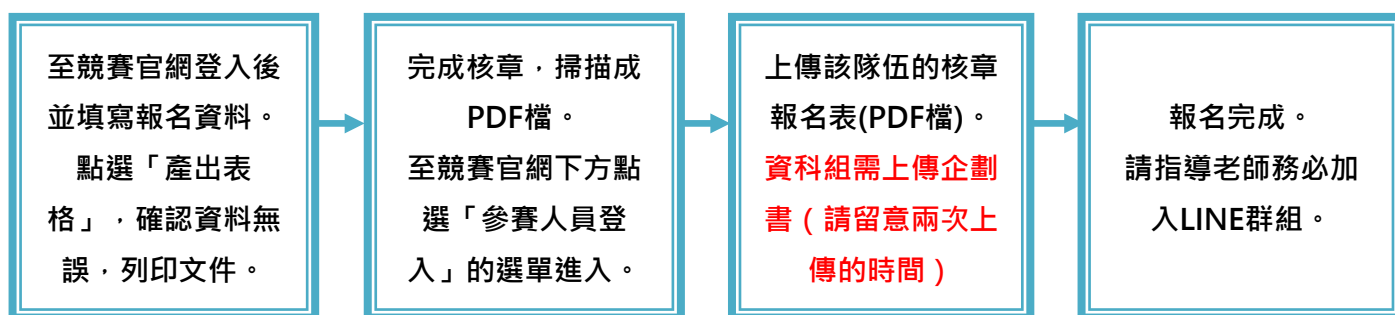 至競賽官網登入後
並填寫報名資料。
點選「產出表
格」，確認資料無
誤，列印文件。
完成核章，掃描成
PDF檔。
至競賽官網下方點
選「參賽人員登
入」的選單進入。
上傳該隊伍的核章
報名表(PDF檔)。
資科組需上傳企劃
書（請留意兩次上
傳的時間）
報名完成。
請指導老師務必加
入LINE群組。